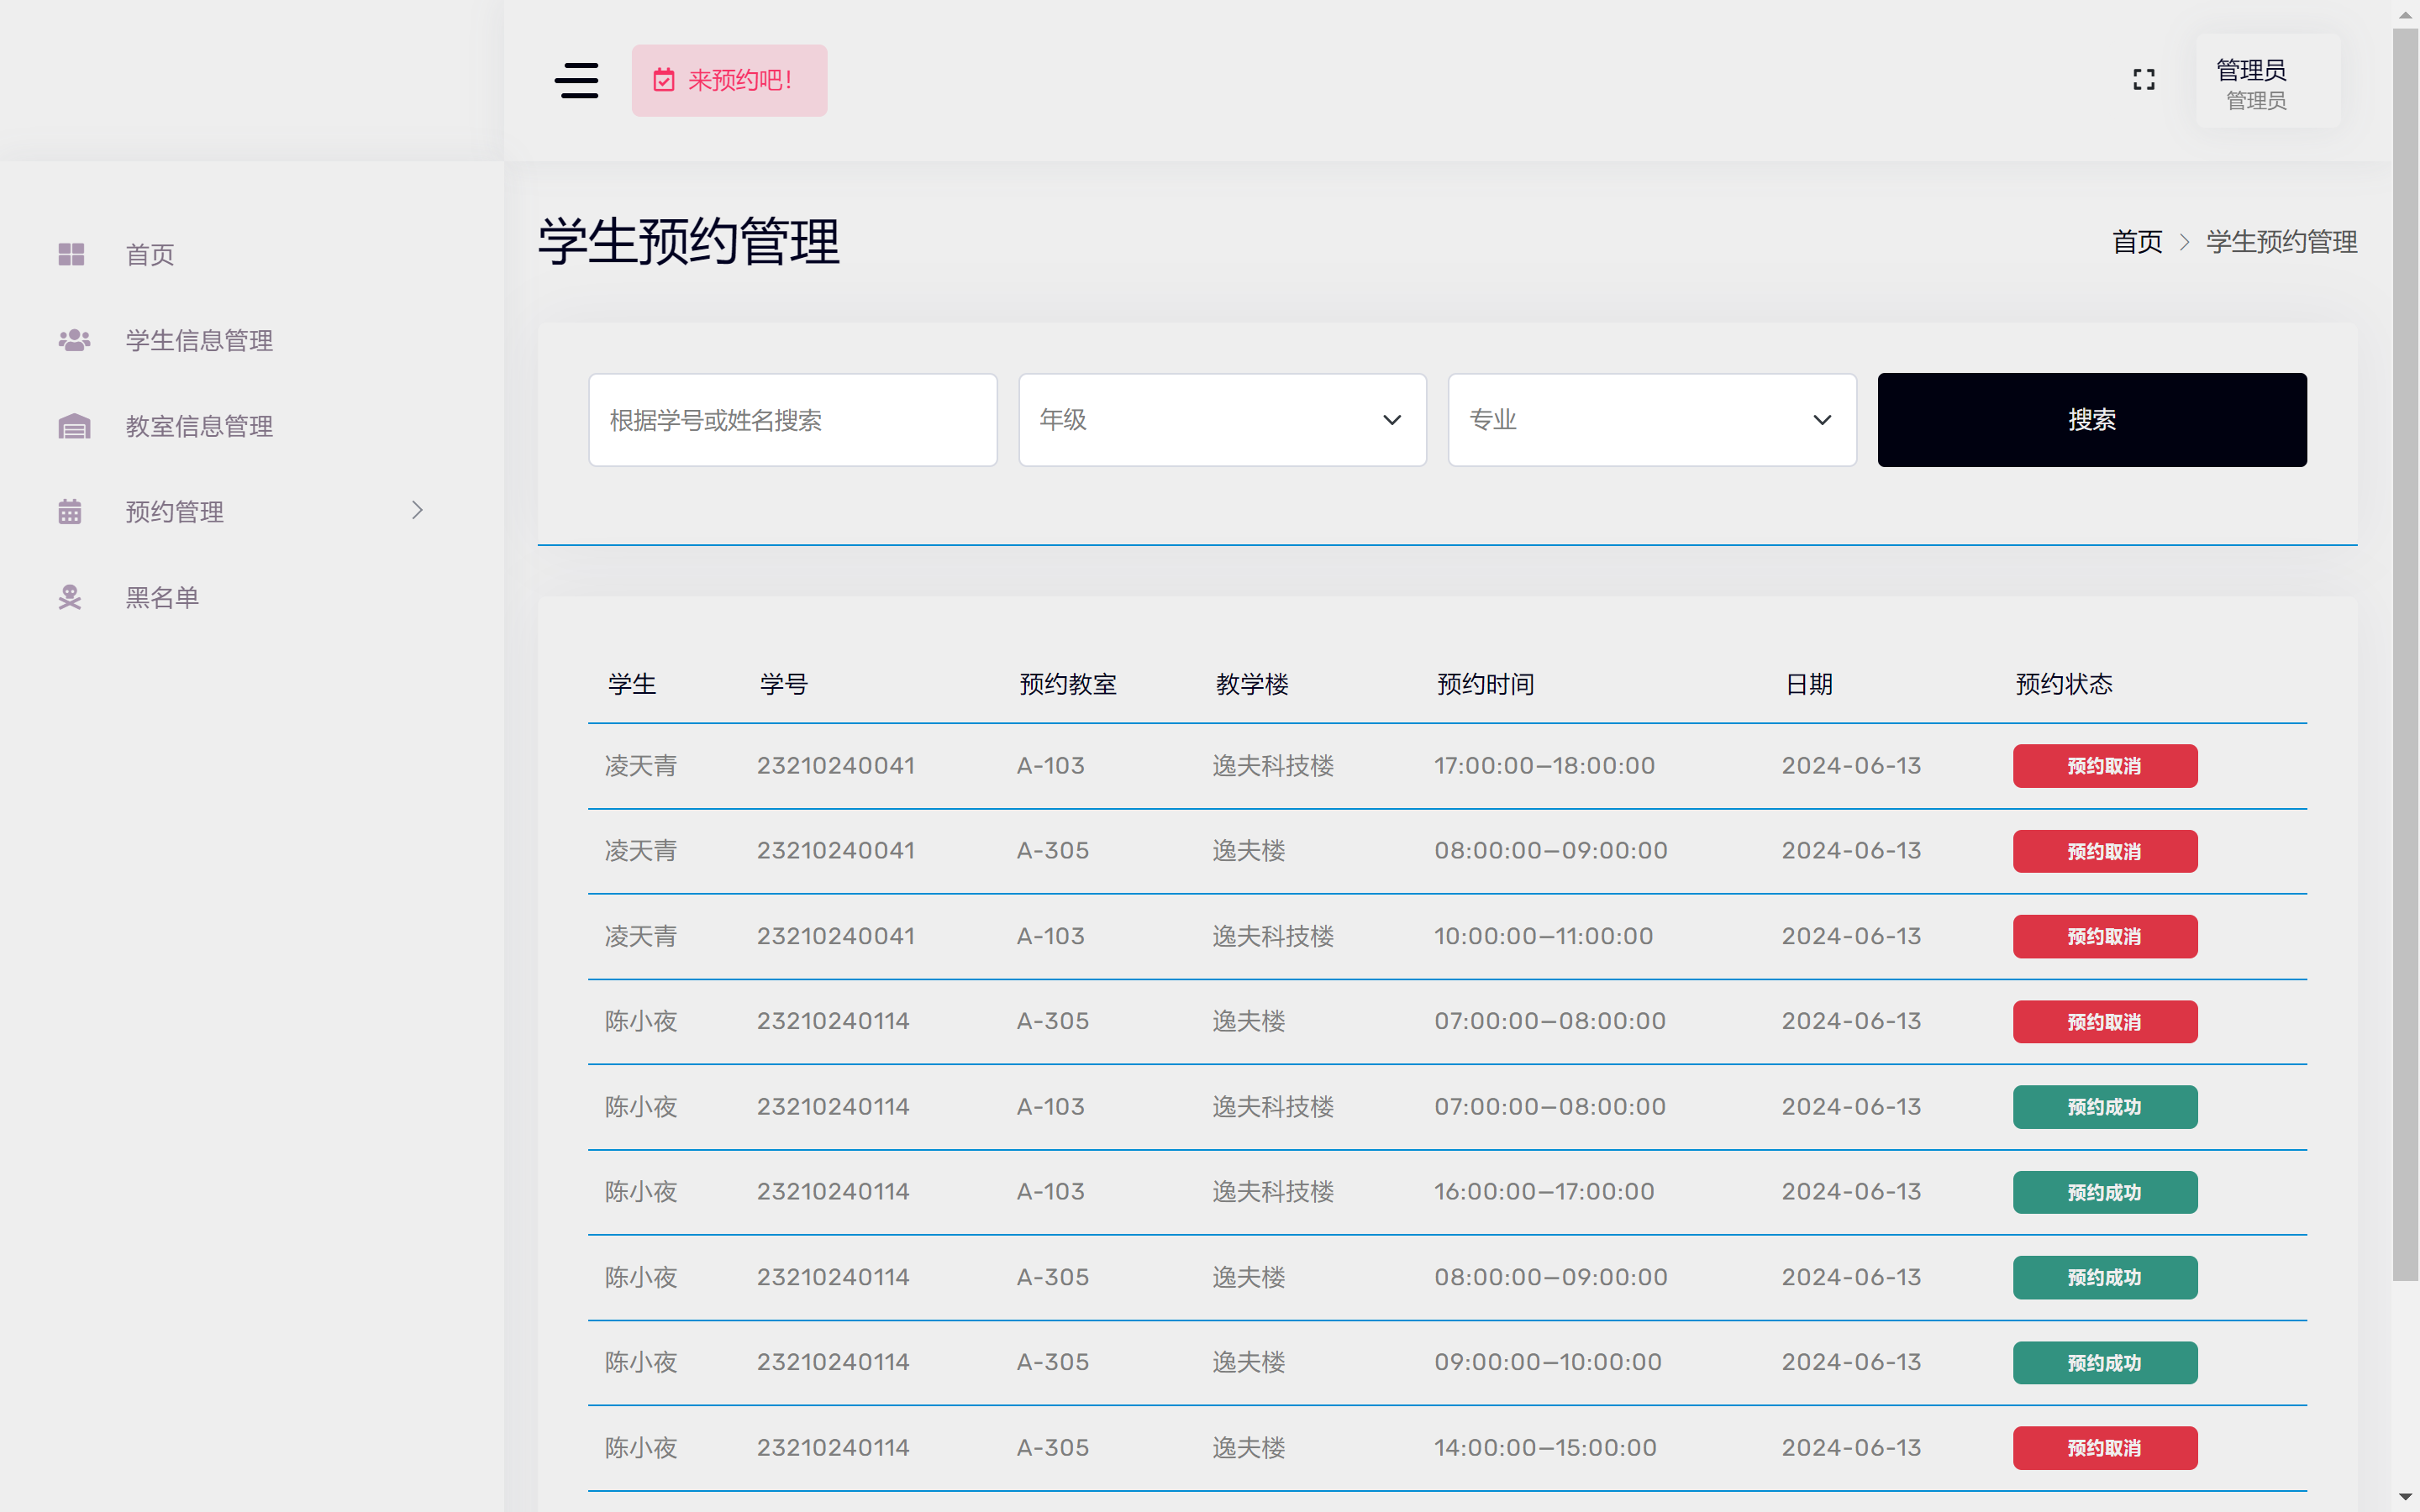 来预约吧！
管理员
管理员
首页
学生信息管理
教室信息管理
预约管理
黑名单
学生预约管理
首页 > 学生预约管理
根据学号或姓名搜索 年级 专业 搜索
学生 学号 预约教室 教学楼 预约时间 日期 预约状态
凌天青 23210240041 A-103 逸夫科技楼 17:00:00—18:00:00 2024-06-13 预约取消
凌天青 23210240041 A-305 逸夫楼 08:00:00—09:00:00 2024-06-13 预约取消
凌天青 23210240041 A-103 逸夫科技楼 10:00:00—11:00:00 2024-06-13 预约取消
陈小夜 23210240114 A-305 逸夫楼 07:00:00—08:00:00 2024-06-13 预约取消
陈小夜 23210240114 A-103 逸夫科技楼 07:00:00—08:00:00 2024-06-13 预约成功
陈小夜 23210240114 A-103 逸夫科技楼 16:00:00—17:00:00 2024-06-13 预约成功
陈小夜 23210240114 A-305 逸夫楼 08:00:00—09:00:00 2024-06-13 预约成功
陈小夜 23210240114 A-305 逸夫楼 09:00:00—10:00:00 2024-06-13 预约成功
陈小夜 23210240114 A-305 逸夫楼 14:00:00—15:00:00 2024-06-13 预约取消